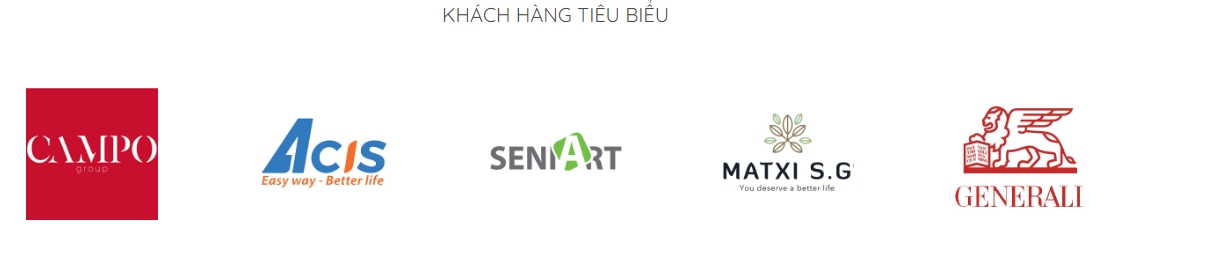 KHÁCH HÀNG TIÊU BIỂU
CAMPO
group
ACIS
Easy way - Better life
SENIART
MATXI S.G
You deserve a better life
GENERALI